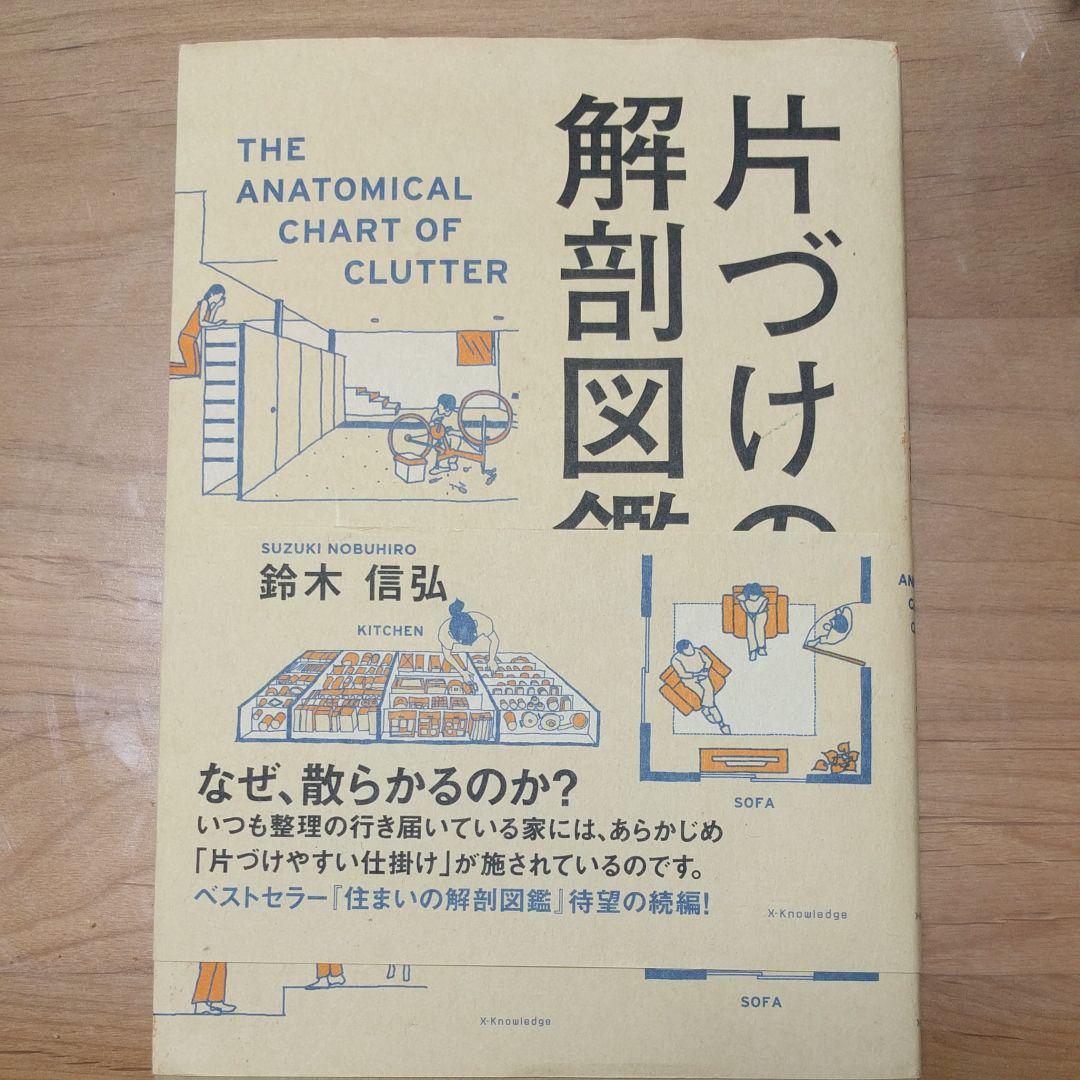 片づけの
解剖図鑑
THE
ANATOMICAL
CHART OF
CLUTTER
SUZUKI NOBUHIRO
鈴木 信弘
KITCHEN
SOFA
なぜ、散らかるのか?
いつも整理の行き届いている家には、あらかじめ
「片づけやすい仕掛け」が施されているのです。
ベストセラー『住まいの解剖図鑑』待望の続編!
X-Knowledge
SOFA
X-Knowledge